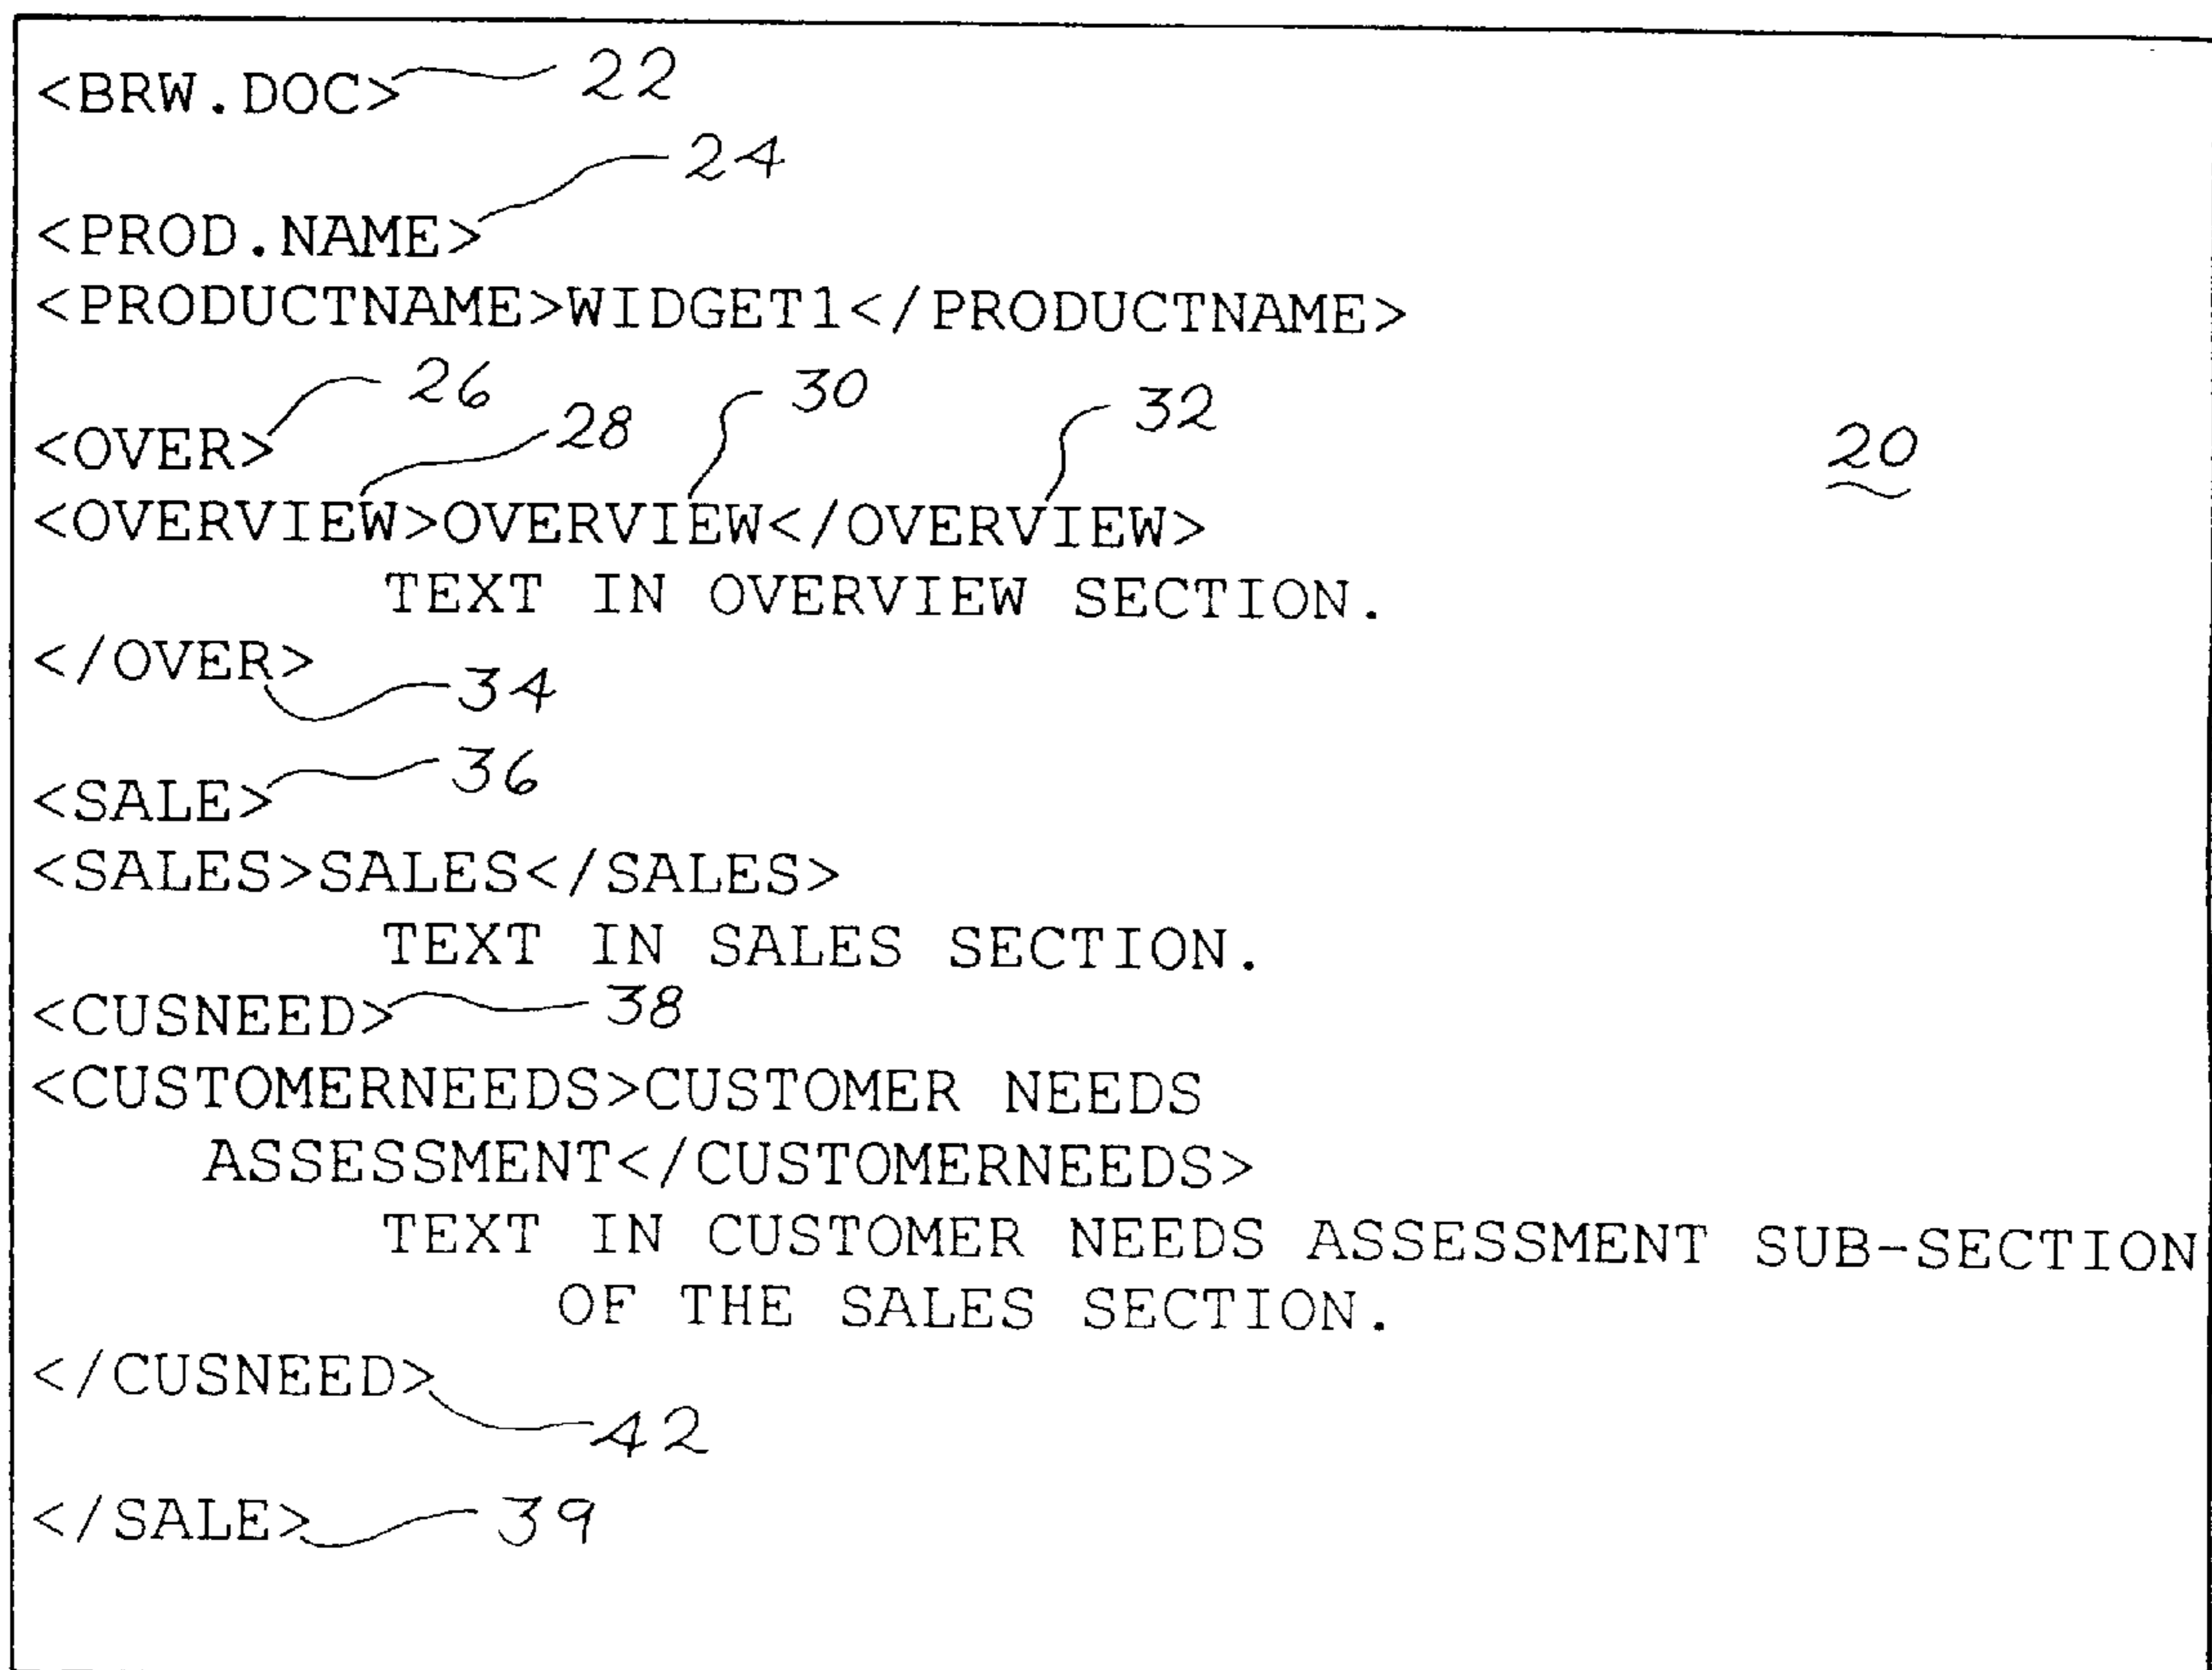 <BRW.DOC> 22
24
<PROD.NAME>
<PRODUCTNAME>WIDGET1</PRODUCTNAME>
26 30 32
<OVER> 28 20
<OVERVIEW>OVERVIEW</OVERVIEW>
TEXT IN OVERVIEW SECTION.
</OVER>
34
36
<SALE>
<SALES>SALES</SALES>
TEXT IN SALES SECTION.
<CUSNEED> 38
<CUSTOMERNEEDS>CUSTOMER NEEDS
ASSESSMENT</CUSTOMERNEEDS>
TEXT IN CUSTOMER NEEDS ASSESSMENT SUB-SECTION
OF THE SALES SECTION.
</CUSNEED>
42
</SALE> 39